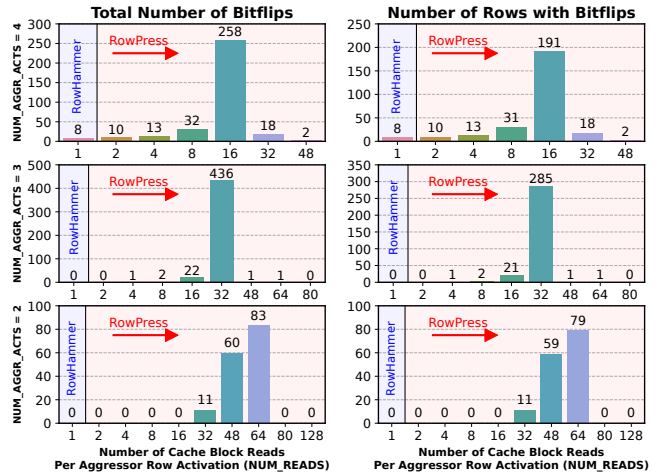 Total Number of Bitflips
Number of Rows with Bitflips
NUM_AGGR_ACTS = 4
300
250
200
150
100
50
0
RowHammer
RowPress
8 10 13 32 258 18 2
1 2 4 8 16 32 48
250
200
150
100
50
0
RowHammer
RowPress
8 10 13 31 191 18 2
1 2 4 8 16 32 48
NUM_AGGR_ACTS = 3
500
400
300
200
100
0
RowHammer
RowPress
0 0 1 2 22 436 1 1 0
1 2 4 8 16 32 48 64 80
350
300
250
200
150
100
50
0
RowHammer
RowPress
0 0 1 2 21 285 1 1 0
1 2 4 8 16 32 48 64 80
NUM_AGGR_ACTS = 2
100
80
60
40
20
0
RowHammer
RowPress
0 0 0 0 0 11 60 83 0 0
1 2 4 8 16 32 48 64 80 128
100
80
60
40
20
0
RowHammer
RowPress
0 0 0 0 0 11 59 79 0 0
1 2 4 8 16 32 48 64 80 128
Number of Cache Block Reads
Per Aggressor Row Activation (NUM_READS)
Number of Cache Block Reads
Per Aggressor Row Activation (NUM_READS)